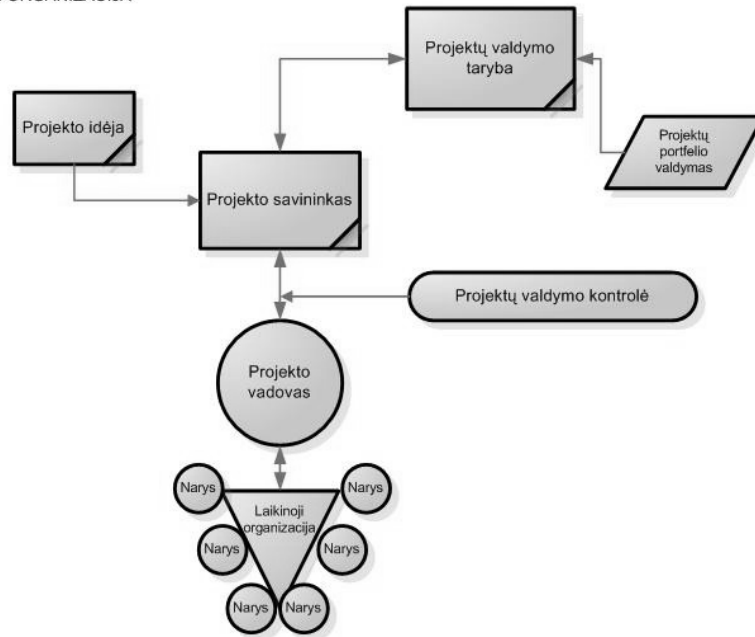 Projektų valdymo
taryba
Projekto idėja
Projektų
portfelio
valdymas
Projekto savininkas
Projektų valdymo kontrolė
Projekto
vadovas
Narys
Narys
Laikinoji
organizacija
Narys
Narys
Narys
Narys